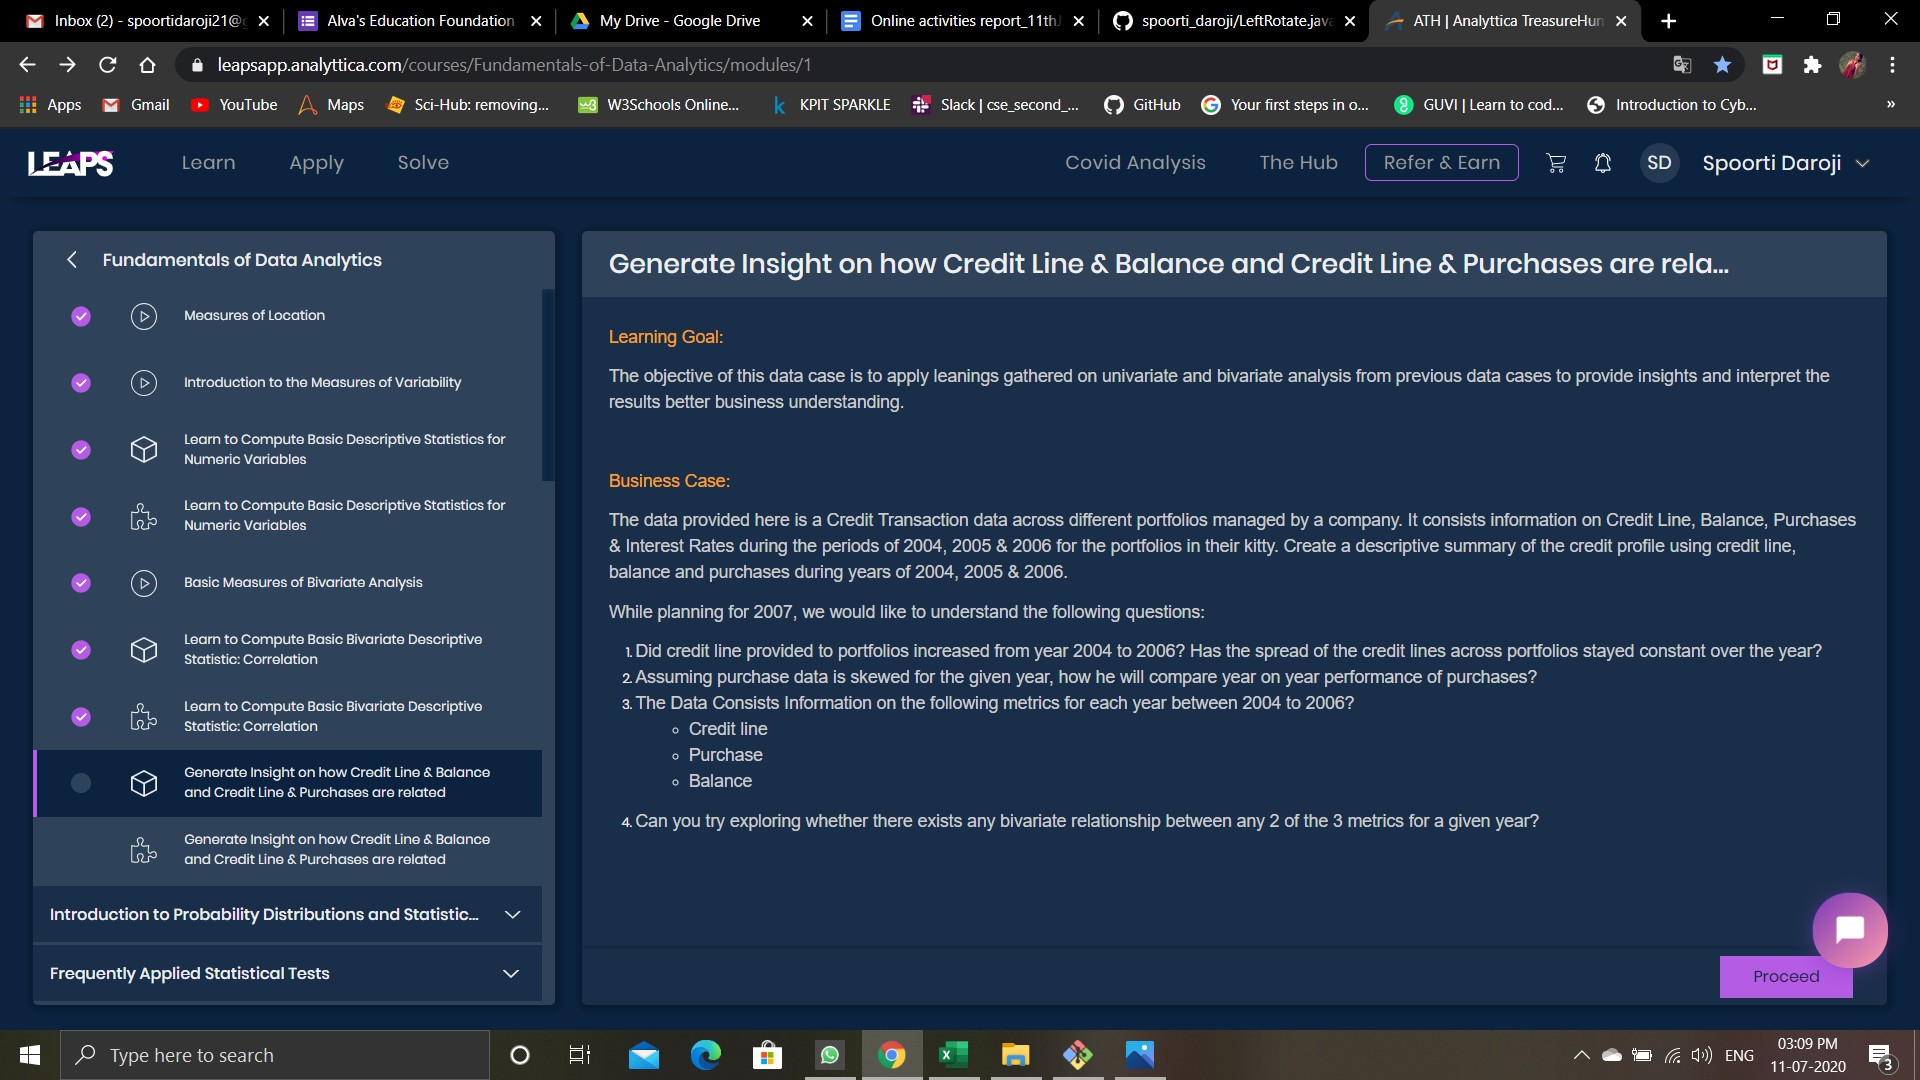 Inbox (2) - spoortidaroji21@g
Alva's Education Foundation
My Drive - Google Drive
Online activities report_11th
spoorti_daroji/LeftRotate.java
ATH | Analyttica TreasureHun
leapsapp.analyttica.com/courses/Fundamentals-of-Data-Analytics/modules/1
Apps
Gmail
YouTube
Maps
Sci-Hub: removing...
W3Schools Online...
KPIT SPARKLE
Slack | cse_second_...
GitHub
Your first steps in o...
GUVI | Learn to cod...
Introduction to Cyb...
LEAPS
Learn
Apply
Solve
Covid Analysis
The Hub
Refer & Earn
SD
Spoorti Daroji
Fundamentals of Data Analytics
Measures of Location
Introduction to the Measures of Variability
Learn to Compute Basic Descriptive Statistics for
Numeric Variables
Learn to Compute Basic Descriptive Statistics for
Numeric Variables
Basic Measures of Bivariate Analysis
Learn to Compute Basic Bivariate Descriptive
Statistic: Correlation
Learn to Compute Basic Bivariate Descriptive
Statistic: Correlation
Generate Insight on how Credit Line & Balance
and Credit Line & Purchases are related
Generate Insight on how Credit Line & Balance
and Credit Line & Purchases are related
Introduction to Probability Distributions and Statistic...
Frequently Applied Statistical Tests
Generate Insight on how Credit Line & Balance and Credit Line & Purchases are rela...
Learning Goal:
The objective of this data case is to apply leanings gathered on univariate and bivariate analysis from previous data cases to provide insights and interpret the
results better business understanding.
Business Case:
The data provided here is a Credit Transaction data across different portfolios managed by a company. It consists information on Credit Line, Balance, Purchases
& Interest Rates during the periods of 2004, 2005 & 2006 for the portfolios in their kitty. Create a descriptive summary of the credit profile using credit line,
balance and purchases during years of 2004, 2005 & 2006.
While planning for 2007, we would like to understand the following questions:
1. Did credit line provided to portfolios increased from year 2004 to 2006? Has the spread of the credit lines across portfolios stayed constant over the year?
2. Assuming purchase data is skewed for the given year, how he will compare year on year performance of purchases?
3. The Data Consists Information on the following metrics for each year between 2004 to 2006?
Credit line
Purchase
Balance
4. Can you try exploring whether there exists any bivariate relationship between any 2 of the 3 metrics for a given year?
Proceed
Type here to search
ENG
03:09 PM
11-07-2020
3